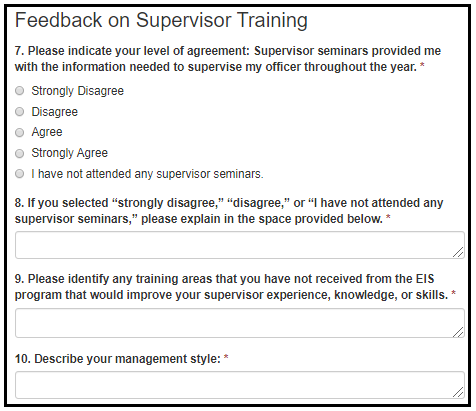 Feedback on Supervisor Training
7. Please indicate your level of agreement: Supervisor seminars provided me
with the information needed to supervise my officer throughout the year. *
Strongly Disagree
Disagree
Agree
Strongly Agree
I have not attended any supervisor seminars.
8. If you selected “strongly disagree,” “disagree,” or “I have not attended any
supervisor seminars,” please explain in the space provided below. *
9. Please identify any training areas that you have not received from the EIS
program that would improve your supervisor experience, knowledge, or skills. *
10. Describe your management style: *